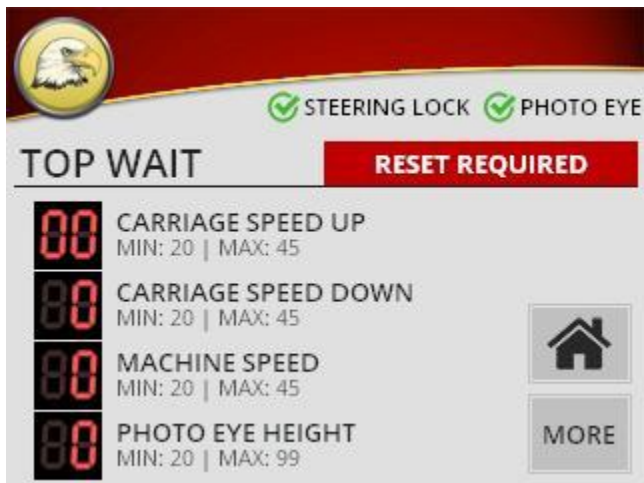 STEERING LOCK PHOTO EYE
TOP WAIT RESET REQUIRED
00 CARRIAGE SPEED UP
MIN: 20 | MAX: 45
0 CARRIAGE SPEED DOWN
MIN: 20 | MAX: 45
0 MACHINE SPEED
MIN: 20 | MAX: 45
0 PHOTO EYE HEIGHT
MIN: 20 | MAX: 99
MORE